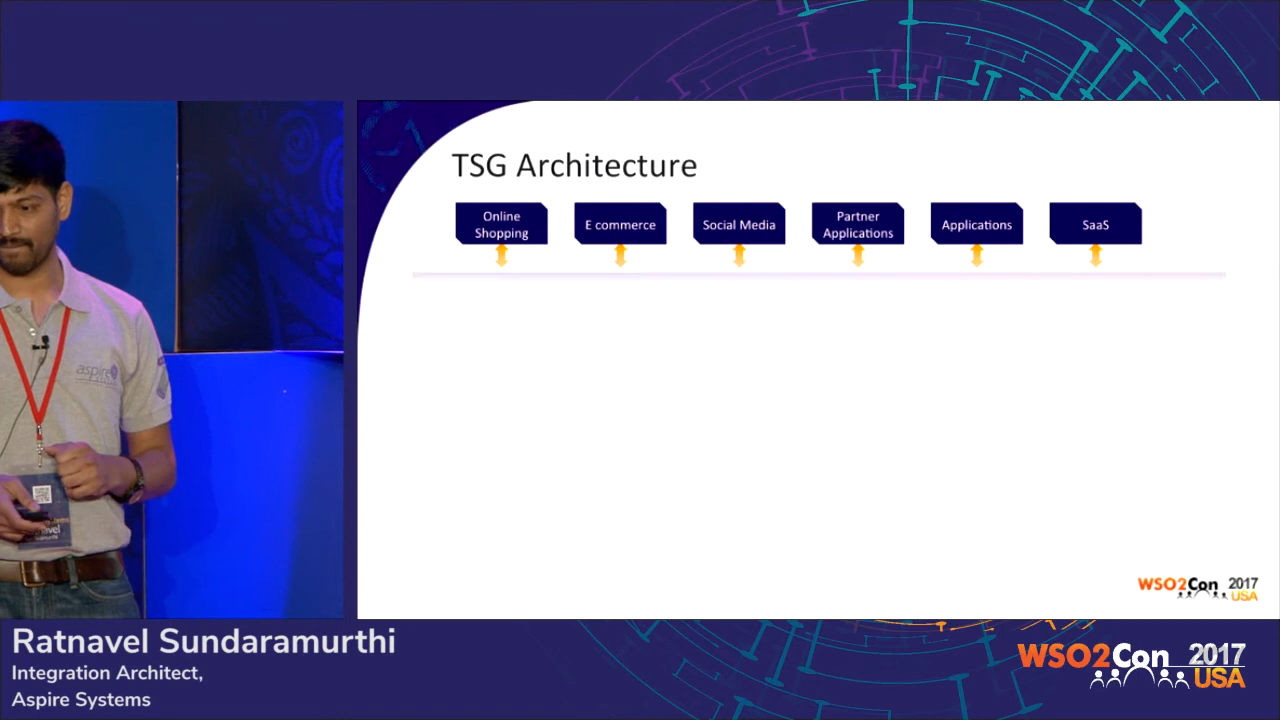 TSG Architecture
Online
Shopping
E commerce
Social Media
Partner
Applications
Applications
SaaS
aspire
WSO2Con 2017
USA
Ratnavel Sundaramurthi
Integration Architect,
Aspire Systems
WSO2Con 2017
USA